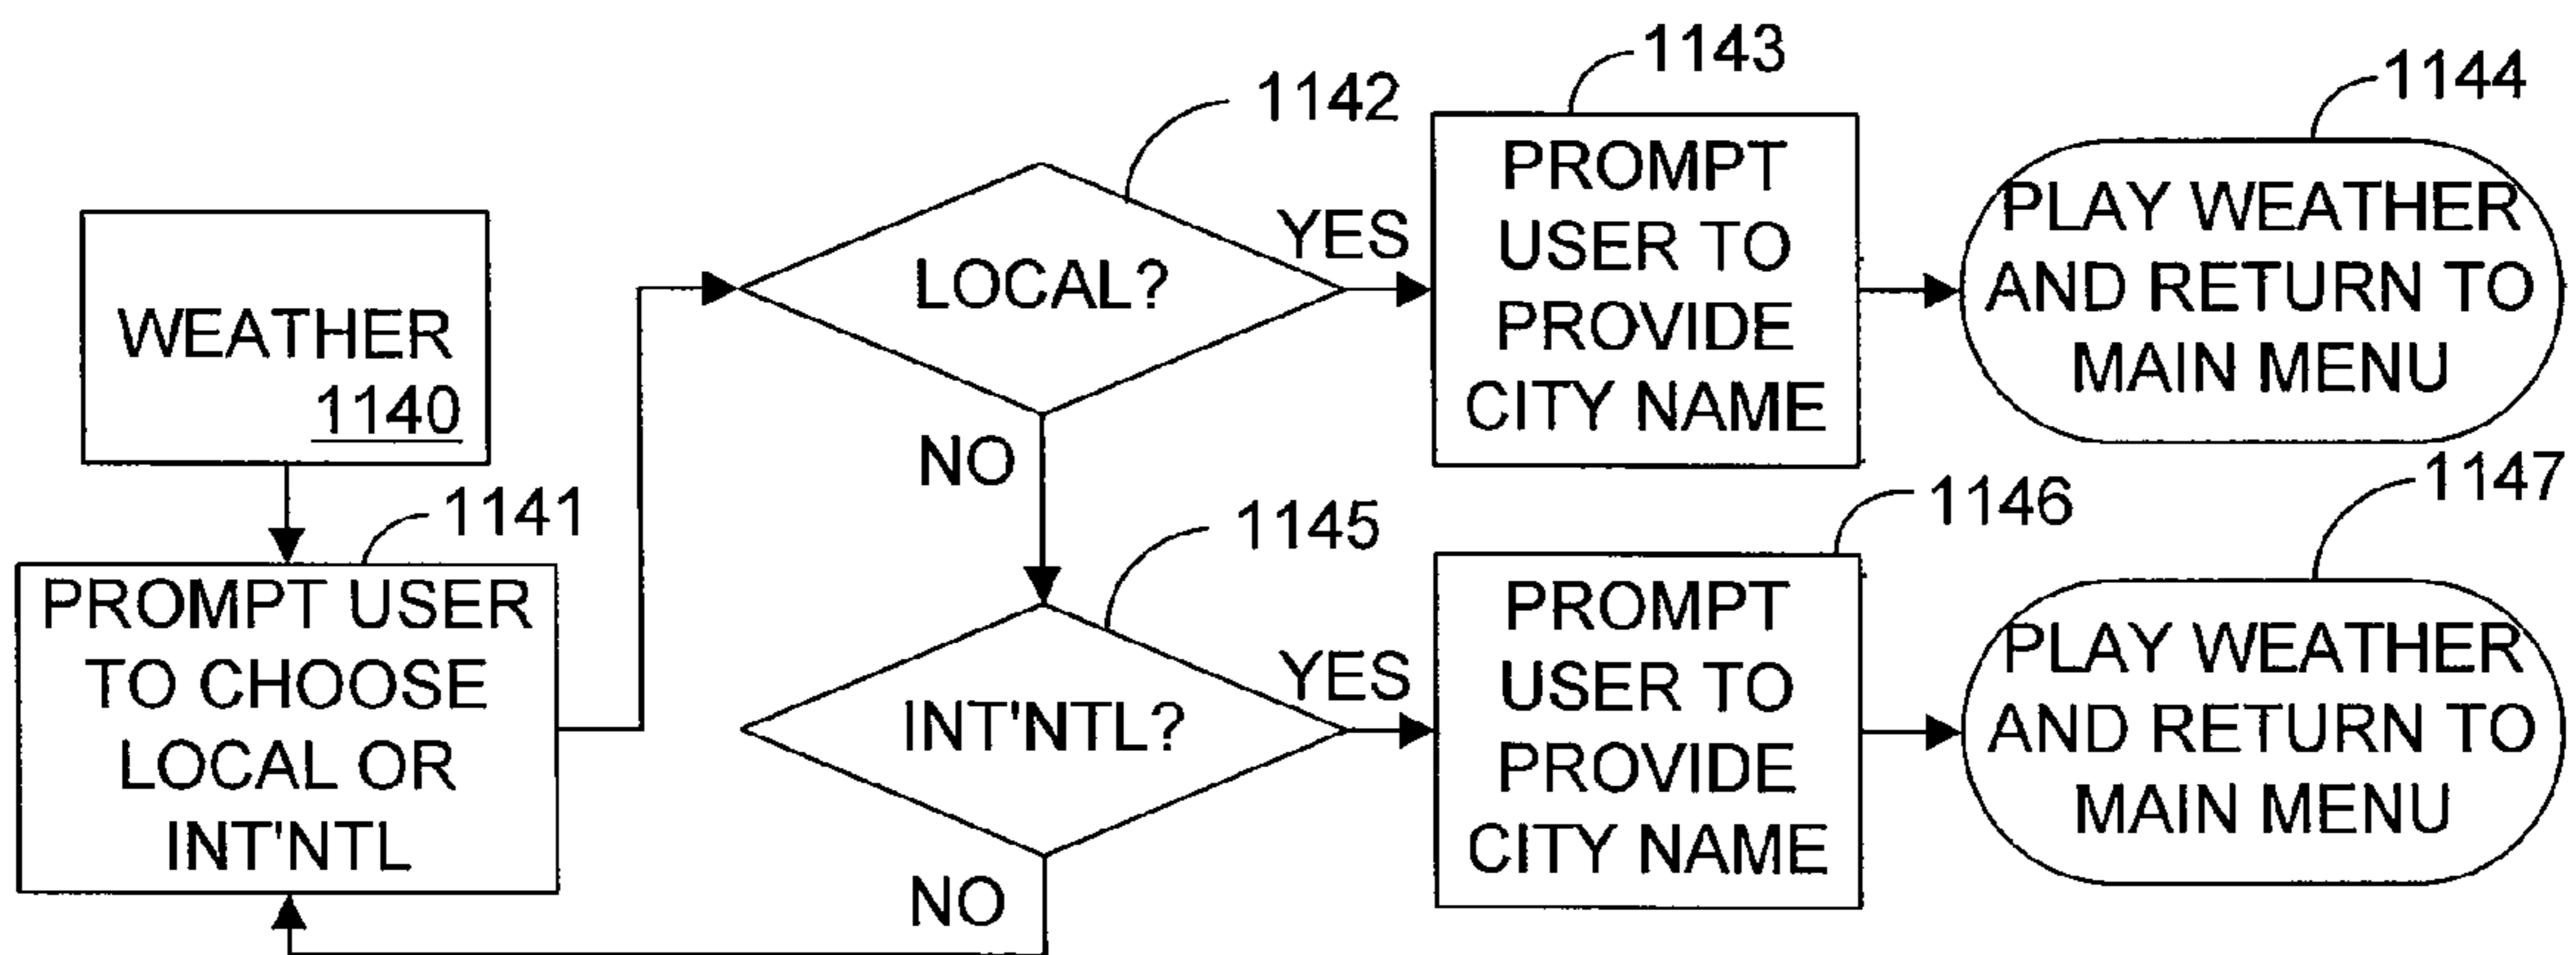 WEATHER
1140
1141
PROMPT USER
TO CHOOSE
LOCAL OR
INT'NTL
1142
LOCAL?
YES
NO
1143
PROMPT
USER TO
PROVIDE
CITY NAME
1144
PLAY WEATHER
AND RETURN TO
MAIN MENU
1145
INT'NTL?
YES
NO
1146
PROMPT
USER TO
PROVIDE
CITY NAME
1147
PLAY WEATHER
AND RETURN TO
MAIN MENU